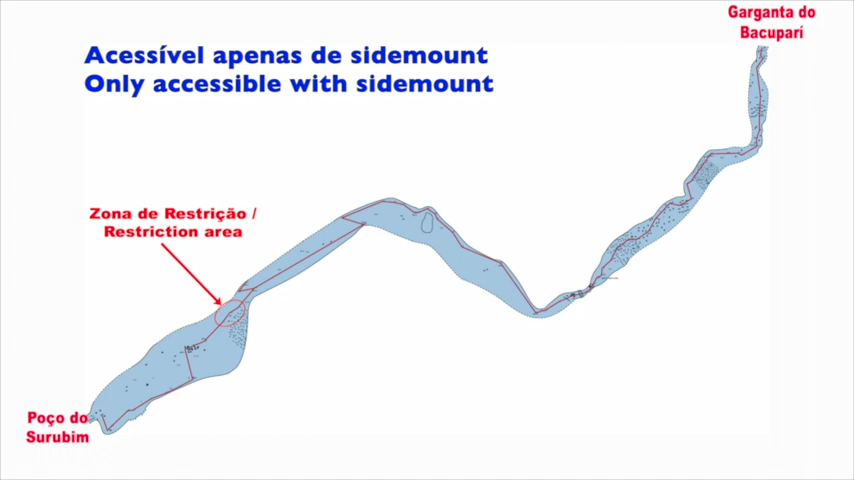 Garganta do
Bacuparí
Acessível apenas de sidemount
Only accessible with sidemount
Zona de Restrição /
Restriction area
Poço do
Surubim